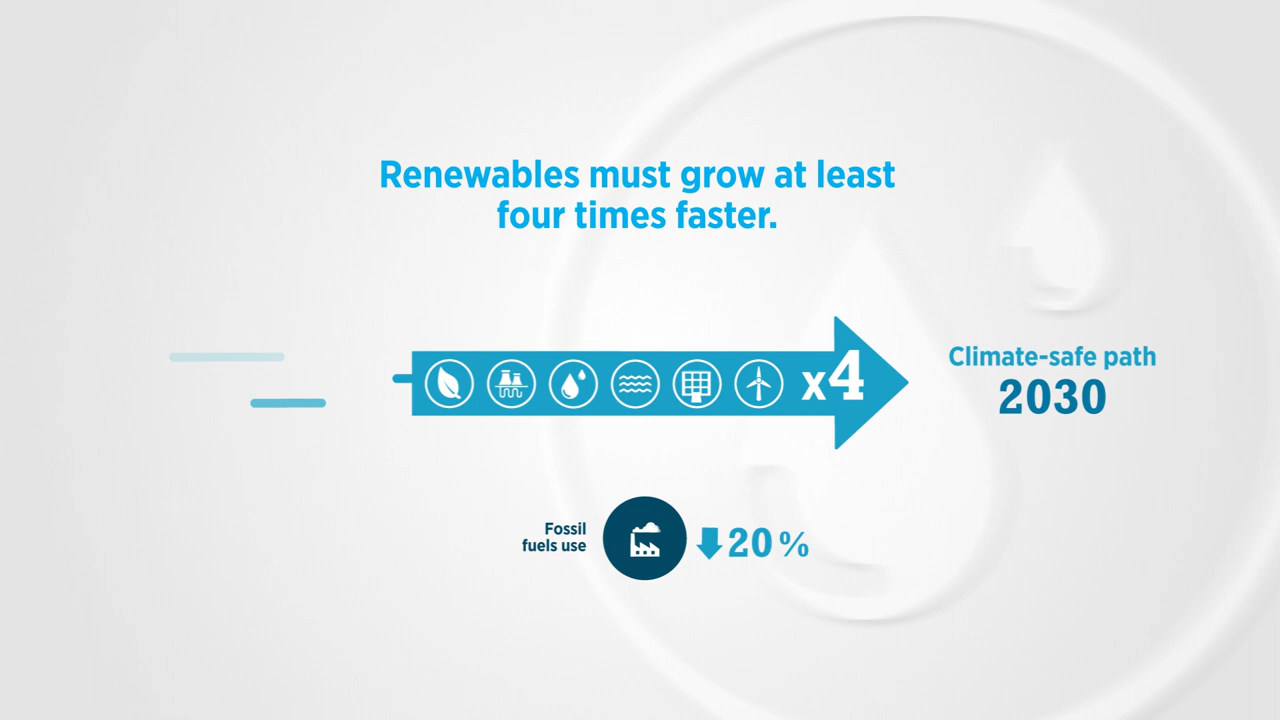 Renewables must grow at least
four times faster.
x4
Climate-safe path
2030
Fossil
fuels use
20 %